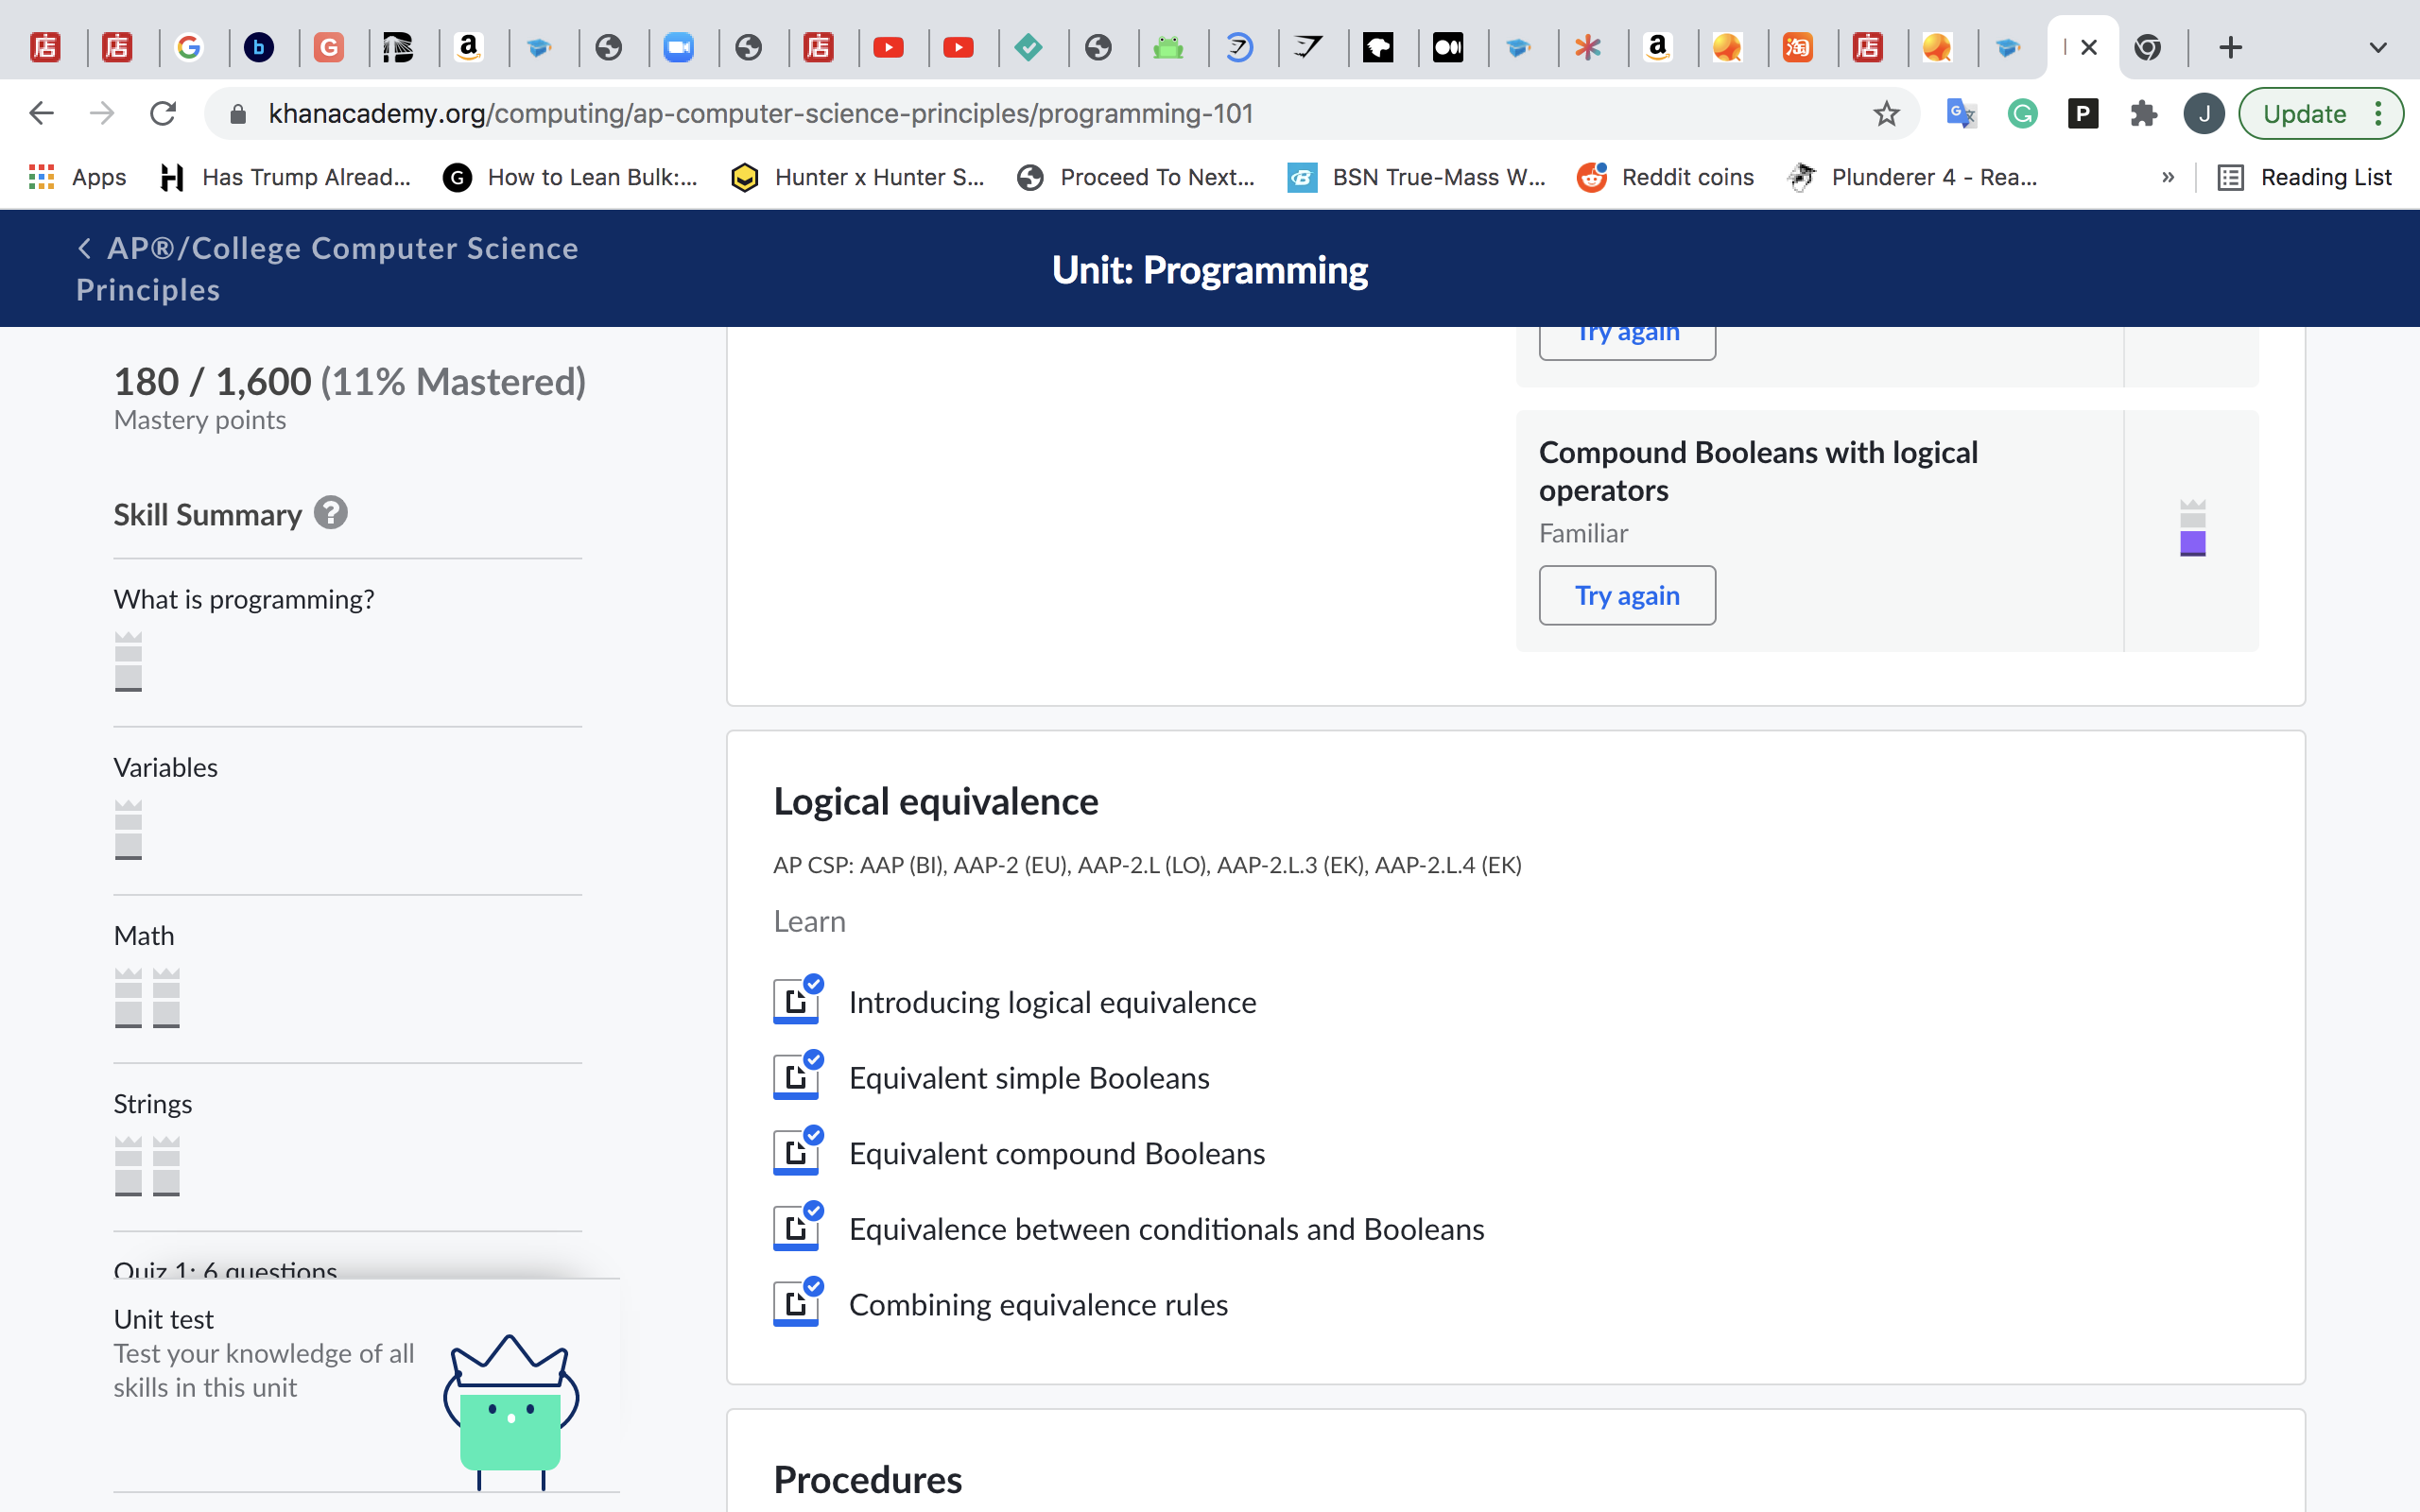 khanacademy.org/computing/ap-computer-science-principles/programming-101
J
Update
Apps
Has Trump Alread...
How to Lean Bulk:...
Hunter x Hunter S...
Proceed To Next...
BSN True-Mass W...
Reddit coins
Plunderer 4 - Rea...
»
Reading List
AP®/College Computer Science
Principles
Unit: Programming
180 / 1,600 (11% Mastered)
Mastery points
Skill Summary
What is programming?
Variables
Math
Strings
Quiz 1: 6 questions
Unit test
Test your knowledge of all
skills in this unit
Try again
Compound Booleans with logical
operators
Familiar
Try again
Logical equivalence
AP CSP: AAP (BI), AAP-2 (EU), AAP-2.L (LO), AAP-2.L.3 (EK), AAP-2.L.4 (EK)
Learn
Introducing logical equivalence
Equivalent simple Booleans
Equivalent compound Booleans
Equivalence between conditionals and Booleans
Combining equivalence rules
Procedures